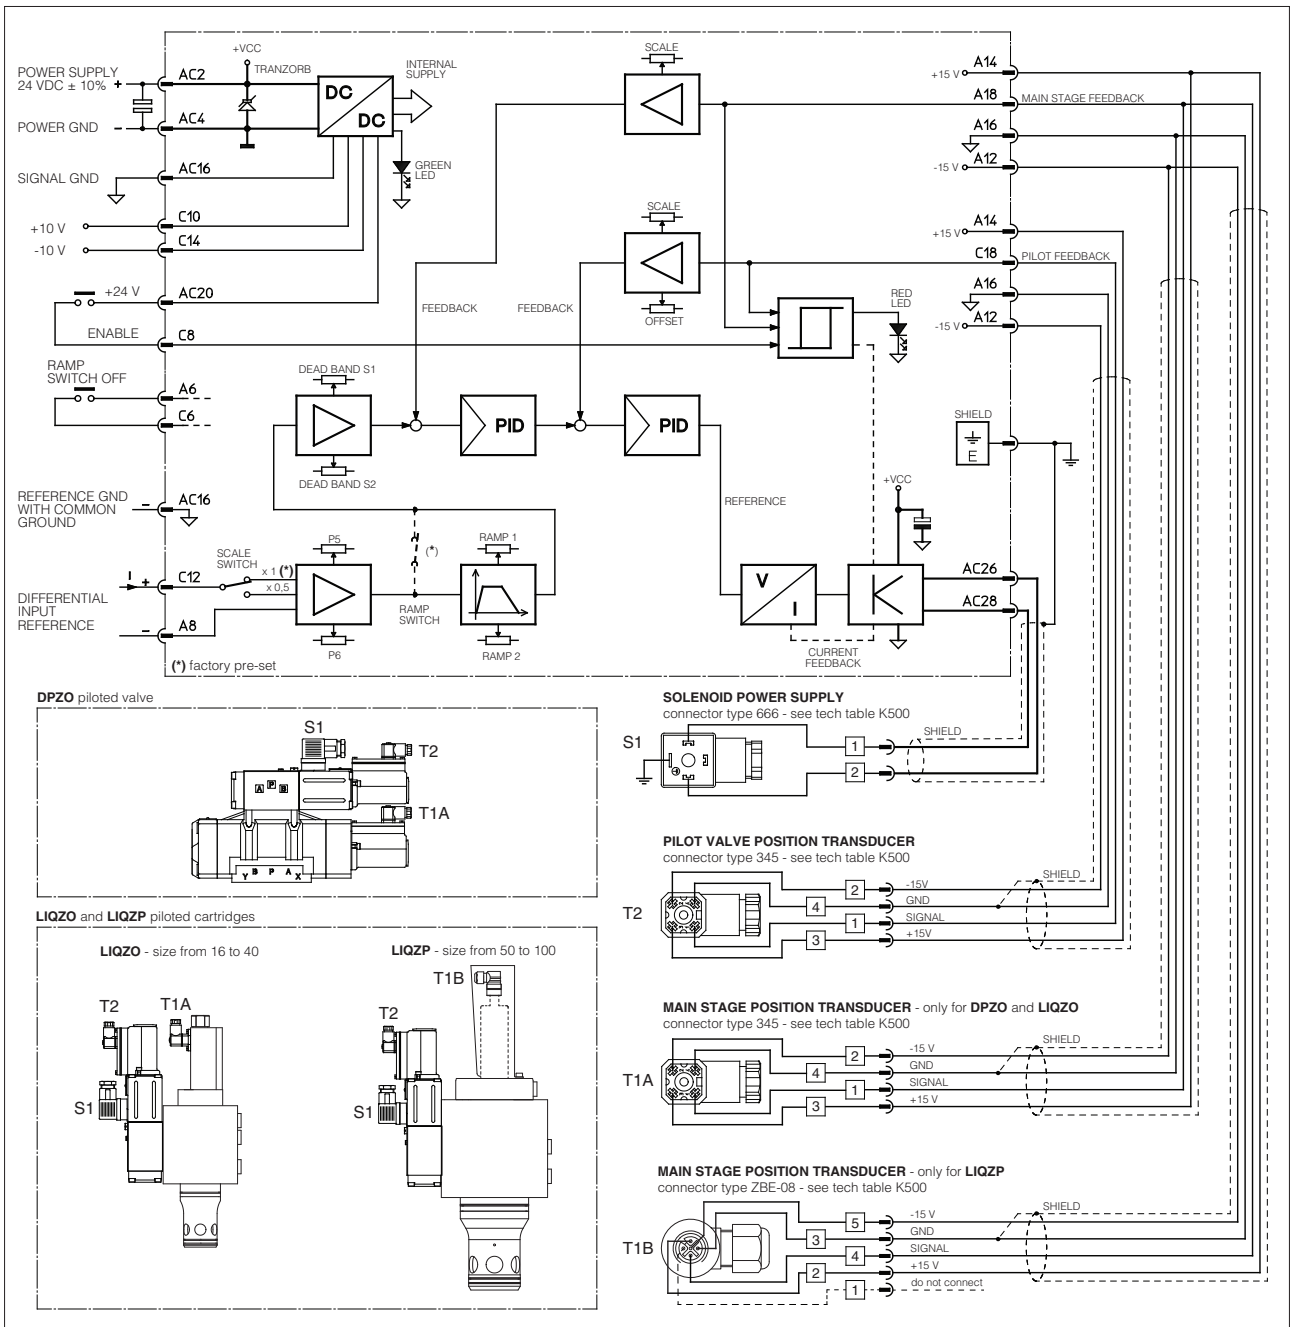 POWER SUPPLY
24 VDC ± 10% +
AC2
+VCC
TRANZORB
DC
DC
INTERNAL
SUPPLY
POWER GND -
AC4
GREEN
LED
SIGNAL GND
AC16
+10 V
C10
-10 V
C14
+24 V
AC20
ENABLE
C8
RAMP
SWITCH OFF
A6
C6
REFERENCE GND
WITH COMMON
GROUND
-
AC16
I
+
C12
DIFFERENTIAL
INPUT
REFERENCE
-
A8
SCALE
SWITCH
x 1 (*)
x 0,5
P5
P6
(*)
RAMP
SWITCH
RAMP 1
RAMP 2
(*) factory pre-set
DEAD BAND S1
DEAD BAND S2
FEEDBACK
FEEDBACK
PID
PID
SCALE
SCALE
OFFSET
RED
LED
REFERENCE
V
I
CURRENT
FEEDBACK
+VCC
+15 V
A14
A18
MAIN STAGE FEEDBACK
A16
-15 V
A12
+15 V
A14
C18
PILOT FEEDBACK
A16
-15 V
A12
SHIELD
E
AC26
AC28
DPZO piloted valve
S1
T2
T1A
A P B
Y B P A X
LIQZO and LIQZP piloted cartridges
LIQZO - size from 16 to 40
T2
T1A
S1
LIQZP - size from 50 to 100
T1B
T2
S1
SOLENOID POWER SUPPLY
connector type 666 - see tech table K500
S1
1
2
SHIELD
PILOT VALVE POSITION TRANSDUCER
connector type 345 - see tech table K500
T2
2 -15V
4 GND
1 SIGNAL
3 +15V
SHIELD
MAIN STAGE POSITION TRANSDUCER - only for DPZO and LIQZO
connector type 345 - see tech table K500
T1A
2 -15 V
4 GND
1 SIGNAL
3 +15 V
SHIELD
MAIN STAGE POSITION TRANSDUCER - only for LIQZP
connector type ZBE-08 - see tech table K500
T1B
5 -15 V
3 GND
4 SIGNAL
2 +15 V
1 do not connect
SHIELD